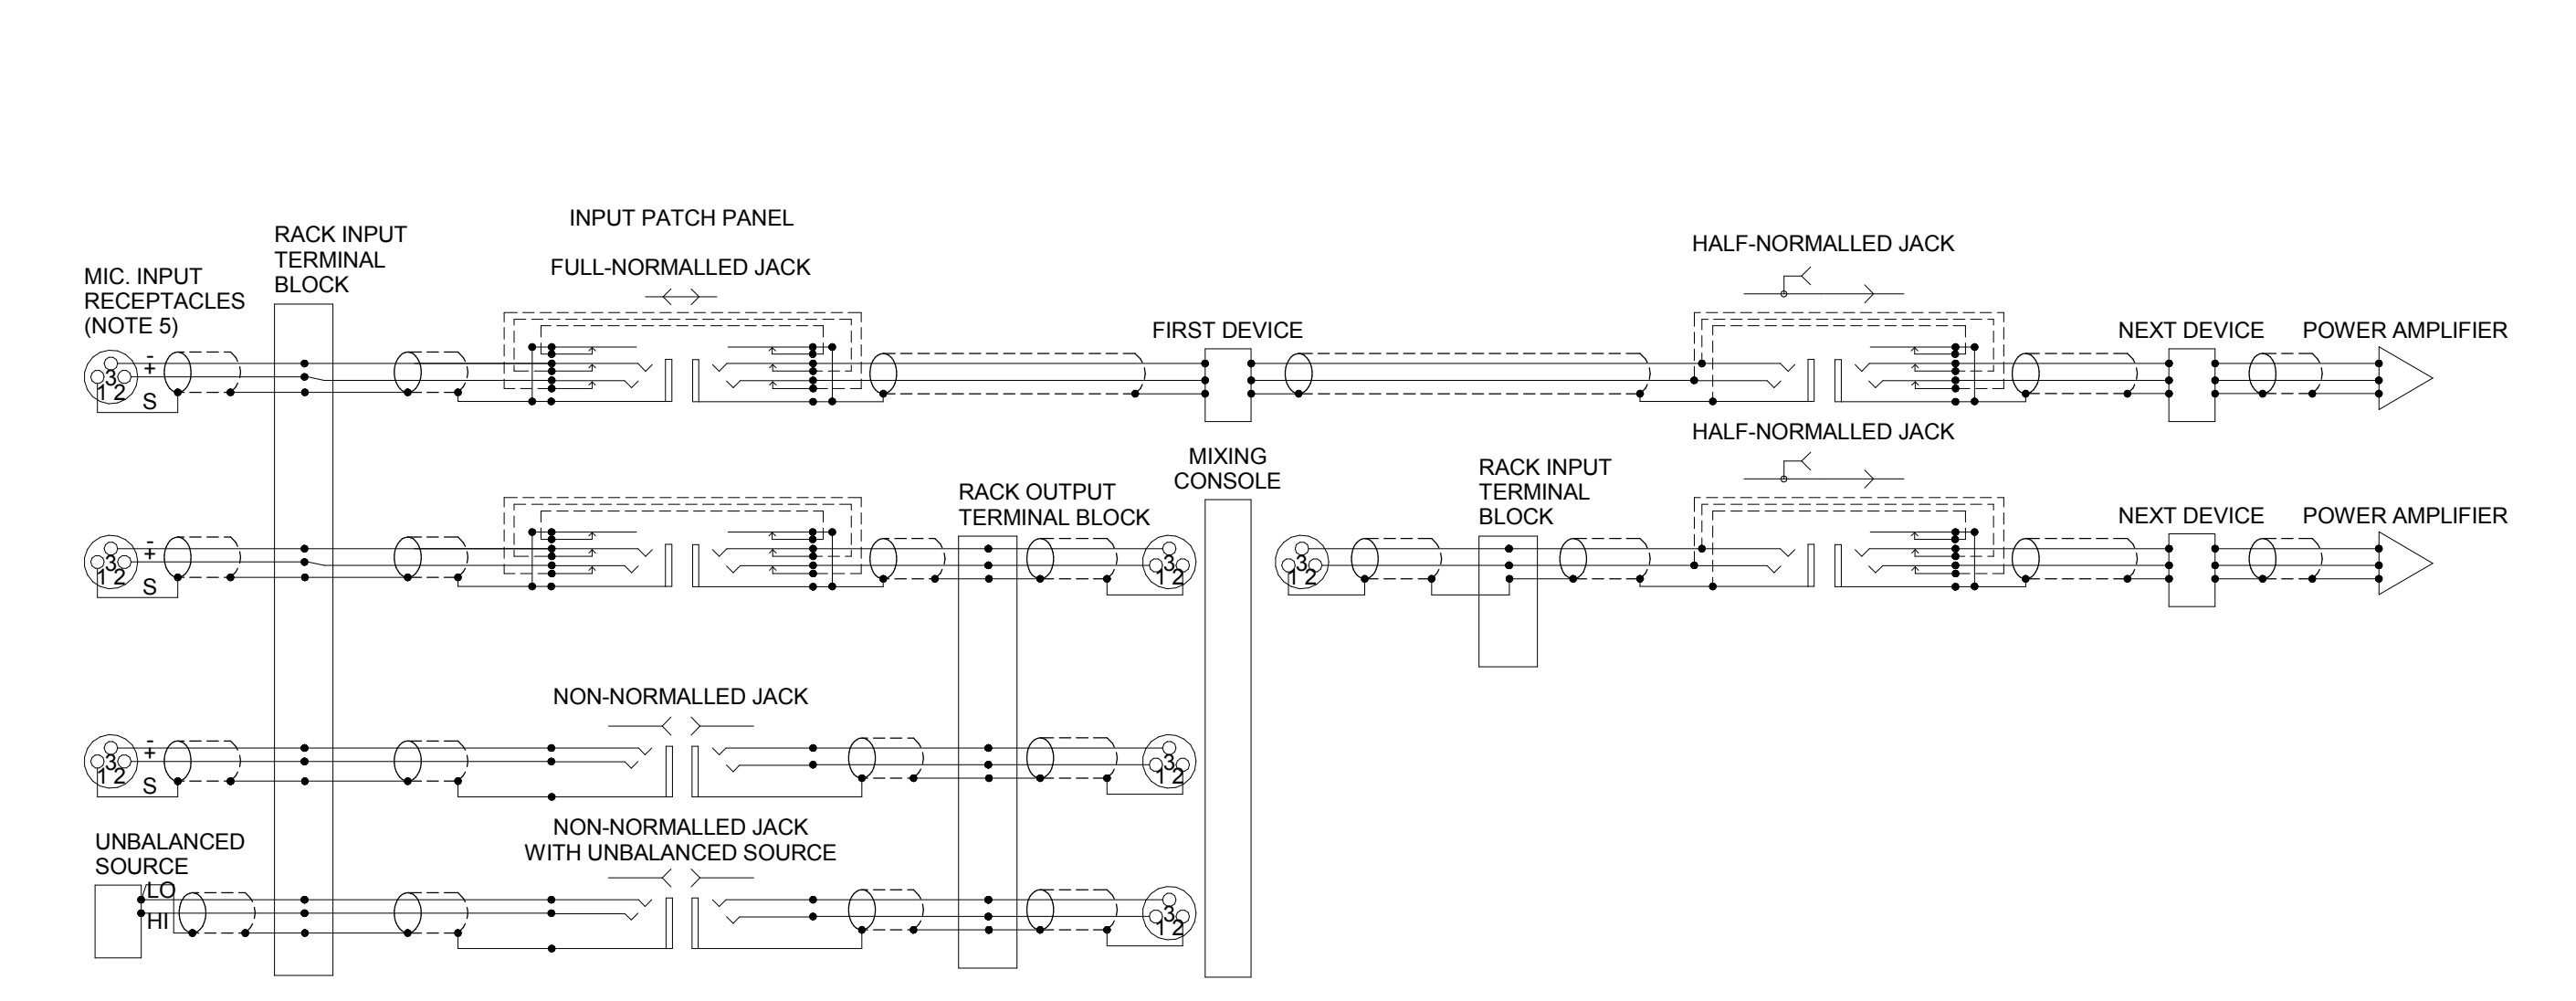 INPUT PATCH PANEL
RACK INPUT
TERMINAL
BLOCK
HALF-NORMALLED JACK
MIC. INPUT
RECEPTACLES
(NOTE 5)
FULL-NORMALLED JACK
FIRST DEVICE
NEXT DEVICE
POWER AMPLIFIER
-
+
3
1 2
S
HALF-NORMALLED JACK
MIXING
CONSOLE
RACK INPUT
TERMINAL
BLOCK
RACK OUTPUT
TERMINAL BLOCK
NEXT DEVICE
POWER AMPLIFIER
-
+
3
1 2
S
3
1 2
3
1 2
NON-NORMALLED JACK
-
+
3
1 2
S
3
1 2
NON-NORMALLED JACK
WITH UNBALANCED SOURCE
UNBALANCED
SOURCE
LO
HI
3
1 2